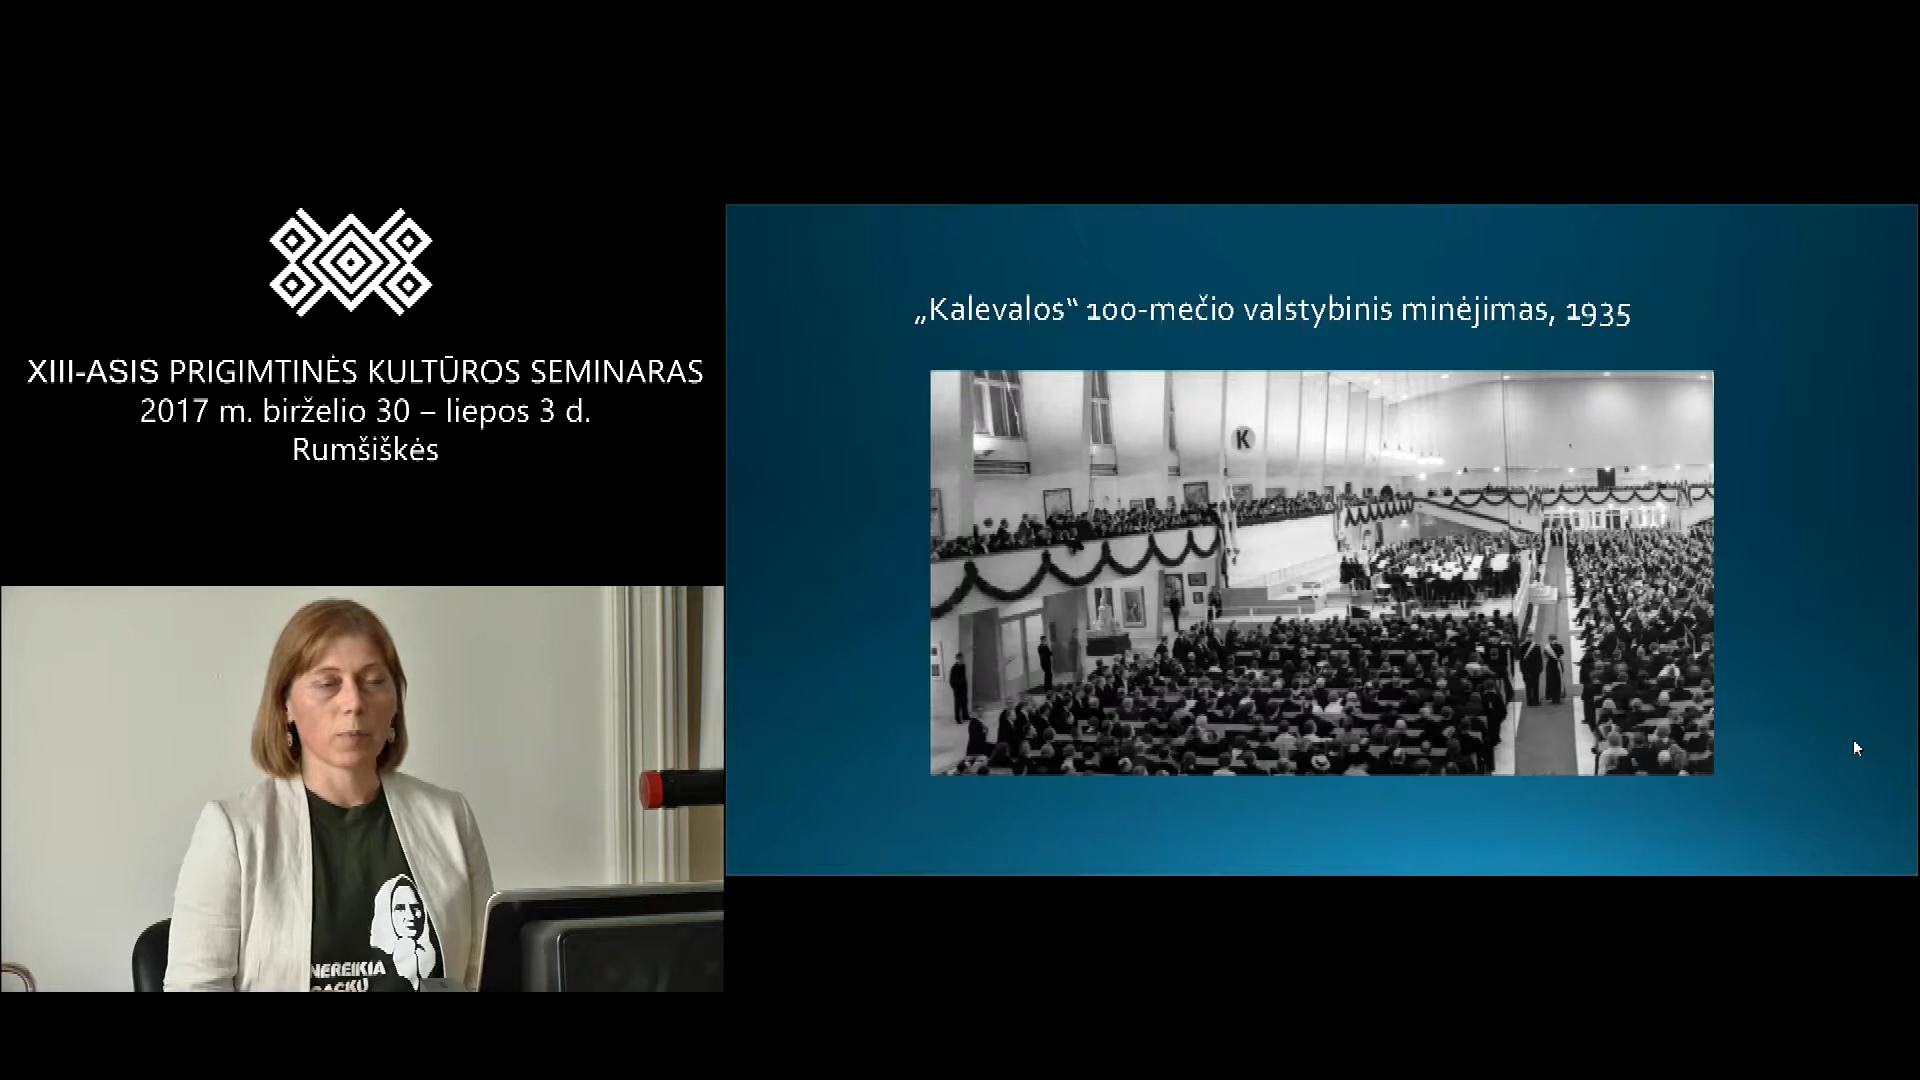 XIII-ASIS PRIGIMTINĖS KULTŪROS SEMINARAS
2017 m. birželio 30 – liepos 3 d.
Rumšiškės
„Kalevalos“ 100-mečio valstybinis minėjimas, 1935
K
NEREIKIA